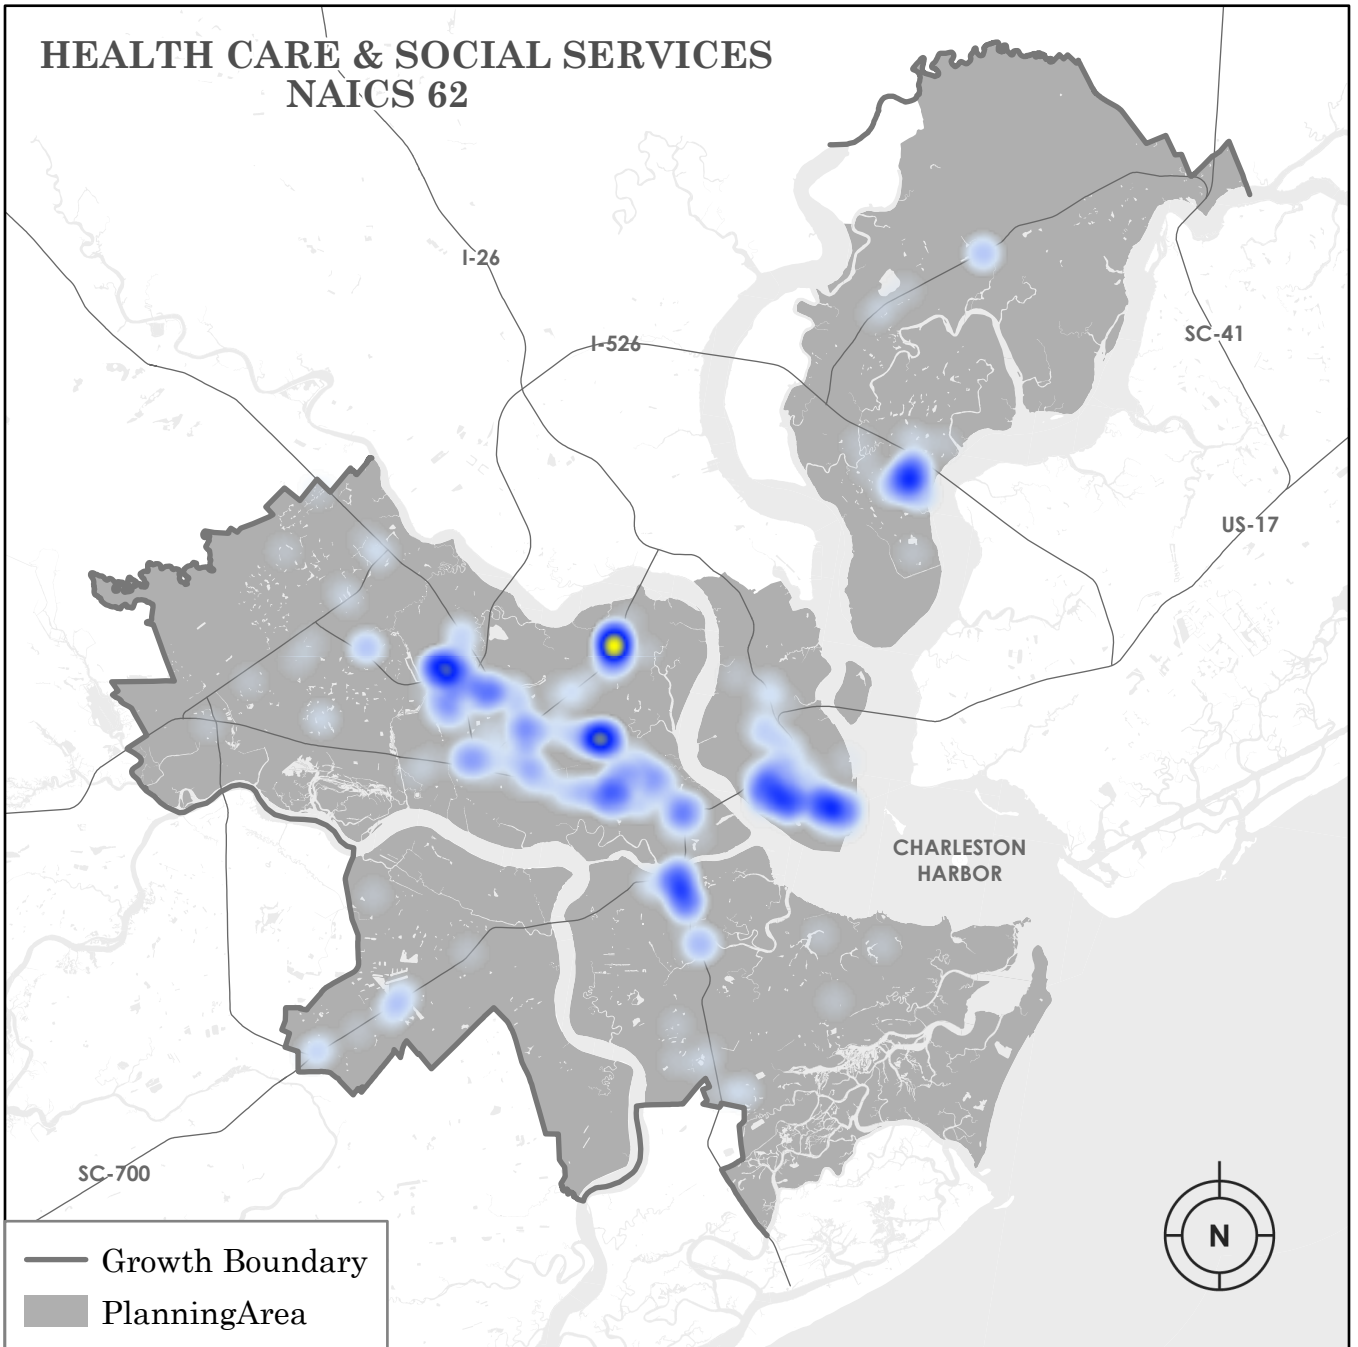 HEALTH CARE & SOCIAL SERVICES
NAICS 62
I-26
I-526
SC-41
US-17
CHARLESTON
HARBOR
SC-700
N
Growth Boundary
PlanningArea